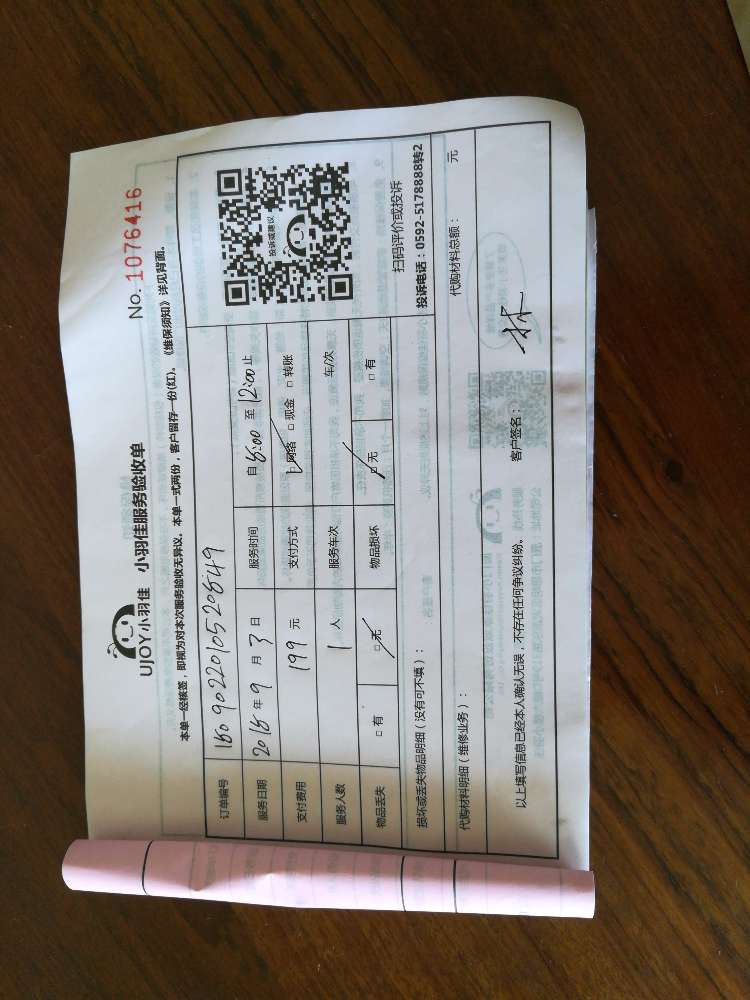 No. 1076416
UJOY小羽佳 小羽佳服务验收单
本单一经核签，即视为对本次服务验收无异议。本单一式两份，客户留存一份(红)。《维保须知》详见背面。
订单编号 180902201052 0849
服务日期 2018 年 9 月 3 日 服务时间 自 8:00 至 12:00 止
支付费用 199 元 支付方式 □网络 □现金 □转账
服务人数 1 人 服务车次 车/次
物品丢失 □有 □无 物品损坏 □无 □有
投诉或建议
扫码评价或投诉
投诉电话：0592-5178888转2
损坏或丢失物品明细（没有可不填）：
代购材料明细（维修业务）： 代购材料总额： 元
以上填写信息已经本人确认无误，不存在任何争议纠纷。 客户签名： 林